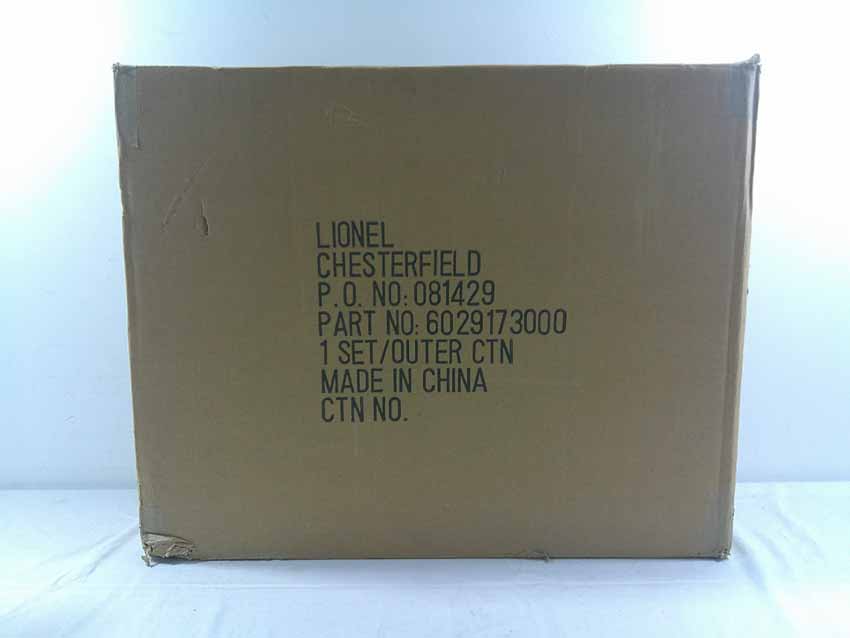 LIONEL
CHESTERFIELD
P.O. NO: 081429
PART NO: 6029173000
1 SET/OUTER CTN
MADE IN CHINA
CTN NO.